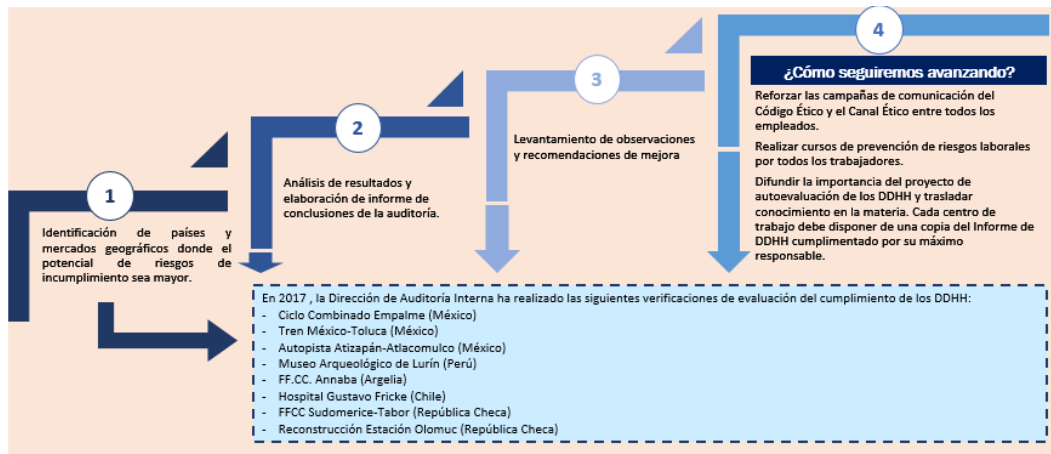 1
Identificación de países y
mercados geográficos donde el
potencial de riesgos de
incumplimiento sea mayor.
2
Análisis de resultados y
elaboración de informe de
conclusiones de la auditoría.
3
Levantamiento de observaciones
y recomendaciones de mejora
4
¿Cómo seguiremos avanzando?
Reforzar las campañas de comunicación del
Código Ético y el Canal Ético entre todos los
empleados.
Realizar cursos de prevención de riesgos laborales
por todos los trabajadores.
Difundir la importancia del proyecto de
autoevaluación de los DDHH y trasladar
conocimiento en la materia. Cada centro de
trabajo debe disponer de una copia del Informe de
DDHH cumplimentado por su máximo
responsable.
En 2017 , la Dirección de Auditoría Interna ha realizado las siguientes verificaciones de evaluación del cumplimiento de los DDHH:
- Ciclo Combinado Empalme (México)
- Tren México-Toluca (México)
- Autopista Atizapán-Atlacomulco (México)
- Museo Arqueológico de Lurín (Perú)
- FF.CC. Annaba (Argelia)
- Hospital Gustavo Fricke (Chile)
- FFCC Sudomerice-Tabor (República Checa)
- Reconstrucción Estación Olomuc (República Checa)